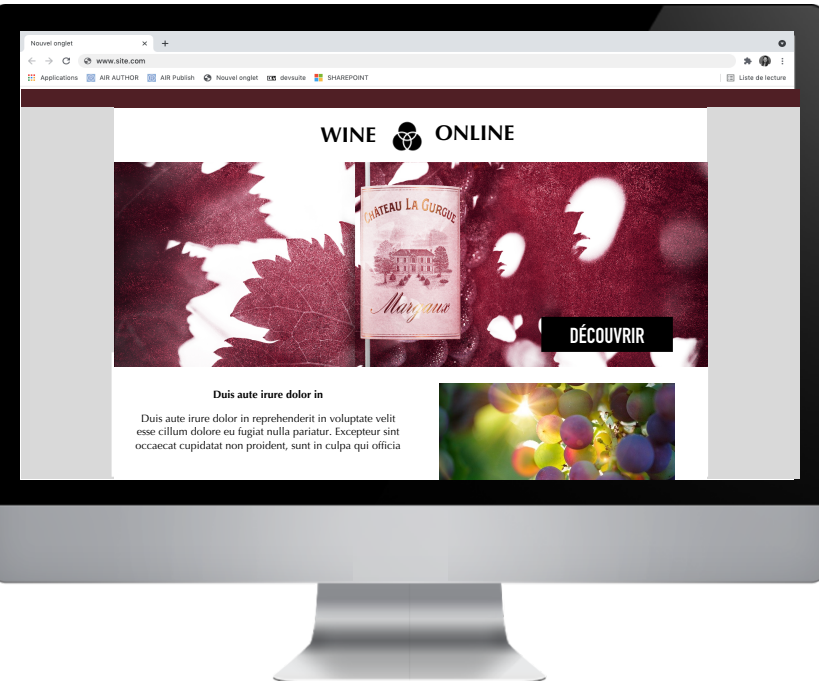 Nouvel onglet
www.site.com
Applications AIR AUTHOR AIR Publish Nouvel onglet devsuite SHAREPOINT Liste de lecture
WINE ONLINE
CHÂTEAU LA GURGUE
Margaux
DÉCOUVRIR
Duis aute irure dolor in
Duis aute irure dolor in reprehenderit in voluptate velit
esse cillum dolore eu fugiat nulla pariatur. Excepteur sint
occaecat cupidatat non proident, sunt in culpa qui officia